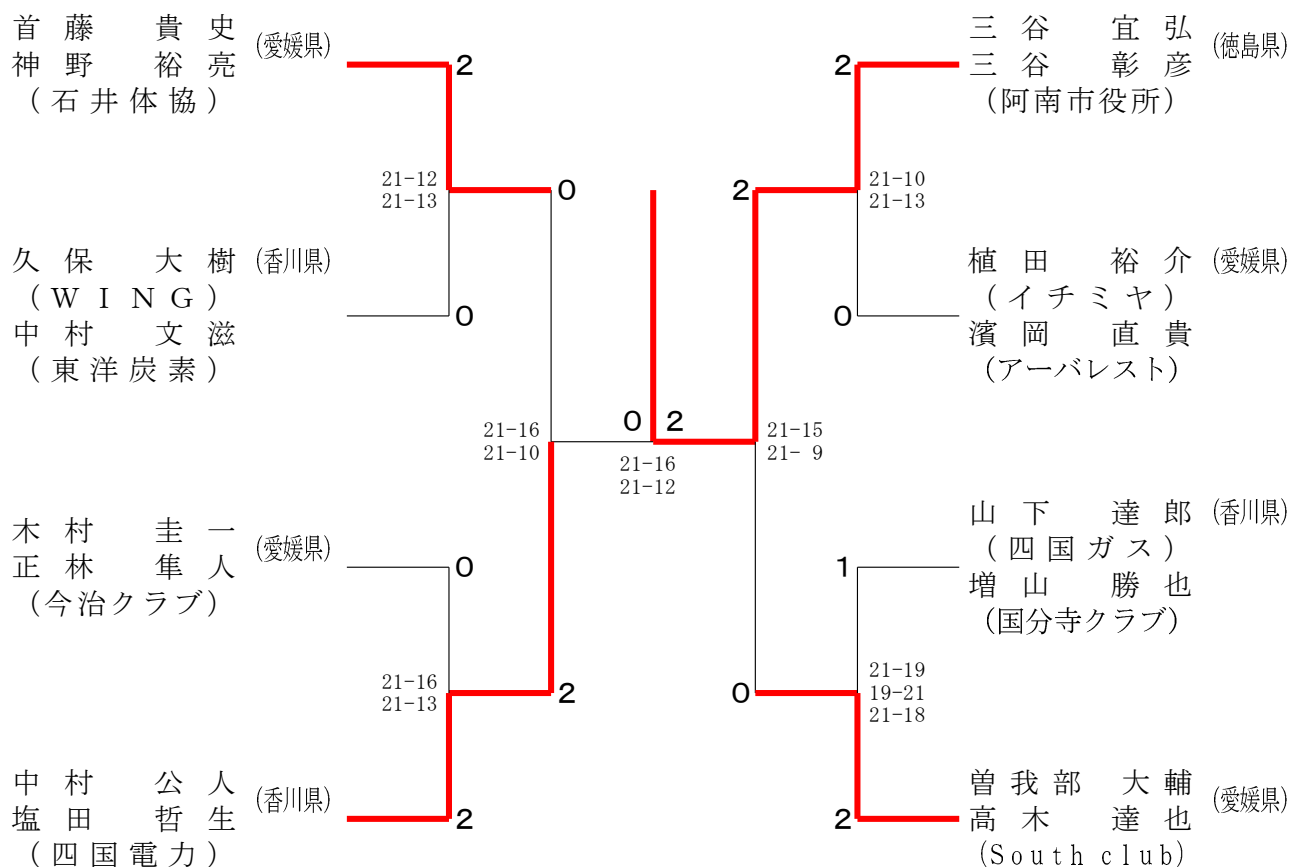 首藤 貴史 (愛媛県)
神野 裕亮
(石井体協)
2
21-12
21-13
0
久保 大樹 (香川県)
(WING)
中村 文滋
(東洋炭素)
0
21-16
21-10
木村 圭一 (愛媛県)
正林 隼人
(今治クラブ)
0
21-16
21-13
2
中村 公人 (香川県)
塩田 哲生
(四国電力)
2
0 2
21-16
21-12
三谷 宜弘 (徳島県)
三谷 彰彦
(阿南市役所)
2
2
21-10
21-13
植田 裕介 (愛媛県)
(イチミヤ)
濱岡 直貴
(アーバレスト)
0
21-15
21- 9
山下 達郎 (香川県)
(四国ガス)
増山 勝也
(国分寺クラブ)
1
21-19
19-21
21-18
0
曽我部 大輔 (愛媛県)
高木 達也
(South club)
2